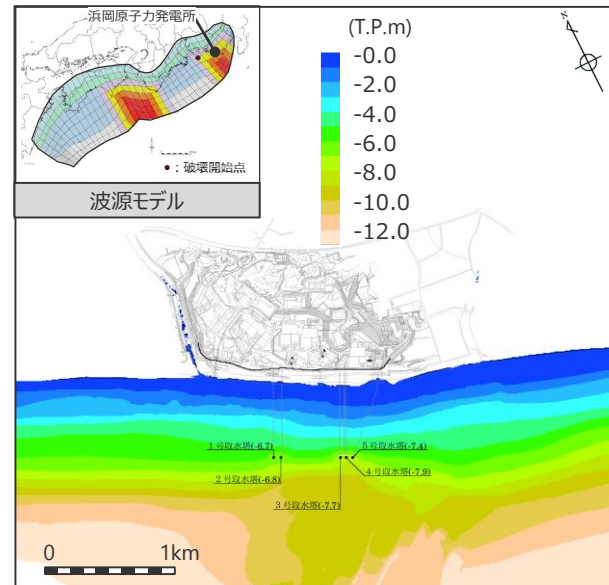 浜岡原子力発電所
●:破壊開始点
波源モデル
(T.P.m)
-0.0
-2.0
-4.0
-6.0
-8.0
-10.0
-12.0
N
1号取水塔(-6.7)
5号取水塔(-7.4)
2号取水塔(-6.8)
4号取水塔(-7.9)
3号取水塔(-7.7)
0 1km